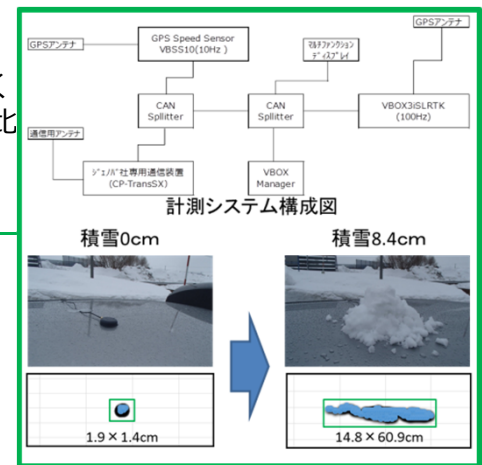 く
比
GPSアンテナ
GPS Speed Sensor
VBSS10(10Hz )
マルチファンクション
ディスプレイ
GPSアンテナ
CAN
Spllitter
CAN
Spllitter
VBOX3iSLRTK
(100Hz)
通信用アンテナ
ジェノバ社専用通信装置
(CP-TransSX)
VBOX
Manager
計測システム構成図
積雪0cm
積雪8.4cm
1.9×1.4cm
14.8×60.9cm